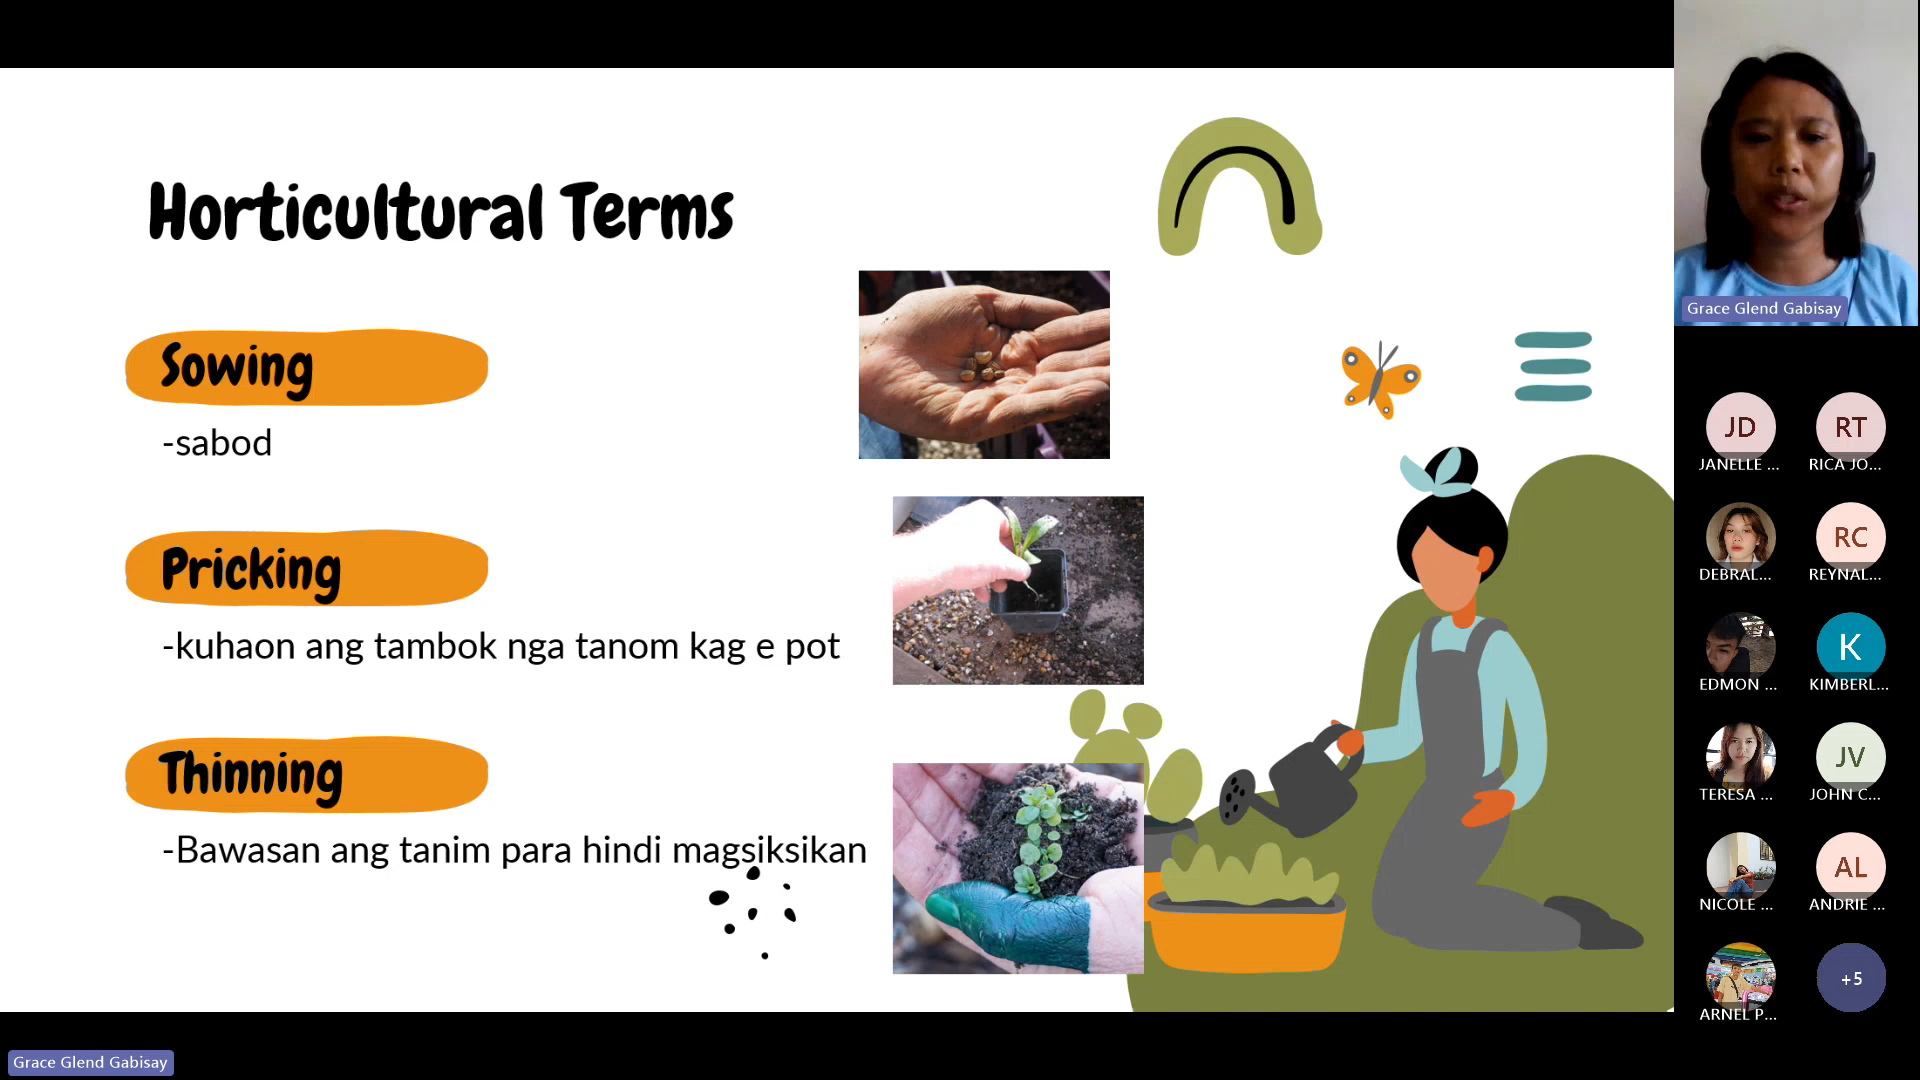 Horticultural Terms
Sowing
-sabod
Pricking
-kuhaon ang tambok nga tanom kag e pot
Thinning
-Bawasan ang tanim para hindi magsiksikan
Grace Glend Gabisay
JD
JANELLE ...
RT
RICA JO...
DEBRAL...
RC
REYNAL...
EDMON ...
K
KIMBERL...
TERESA ...
JV
JOHN C...
NICOLE ...
AL
ANDRIE ...
ARNEL P...
+5
Grace Glend Gabisay